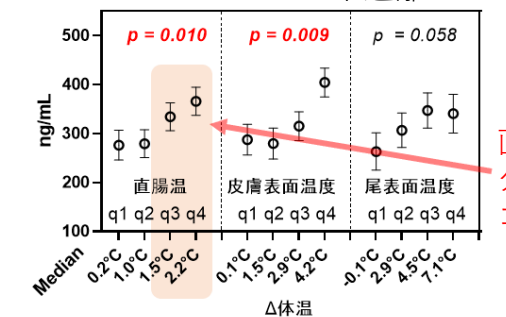 500
400
300
200
100
ng/mL
p = 0.010
p = 0.009
p = 0.058
直腸温
皮膚表面温度
尾表面温度
q1 q2 q3 q4
q1 q2 q3 q4
q1 q2 q3 q4
Median
0.2°C
1.0°C
1.5°C
2.2°C
0.1°C
1.5°C
2.9°C
4.2°C
-0.1°C
2.9°C
4.5°C
7.1°C
Δ体温